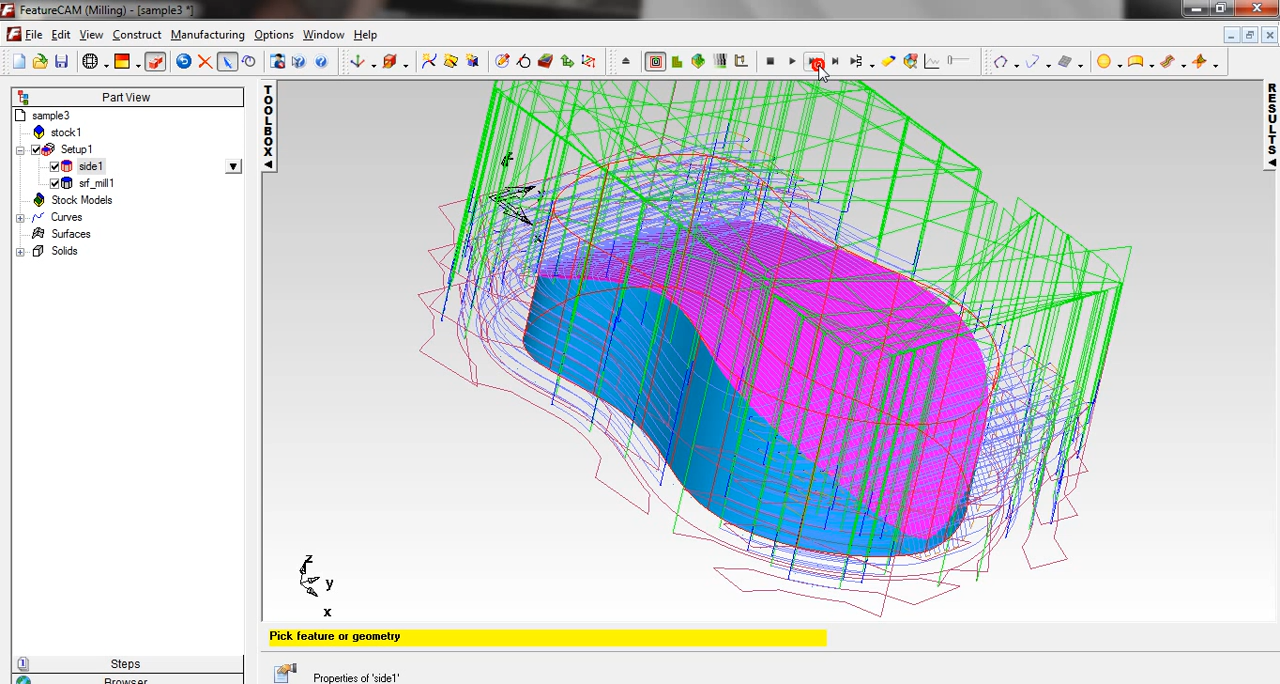 FeatureCAM (Milling) - [sample3 *]
File Edit View Construct Manufacturing Options Window Help
Part View
sample3
stock1
Setup1
side1
srf_mill1
Stock Models
Curves
Surfaces
Solids
TOOLBOX
RESULTS
z
y
x
Pick feature or geometry
Steps
Properties of 'side1'
Browser